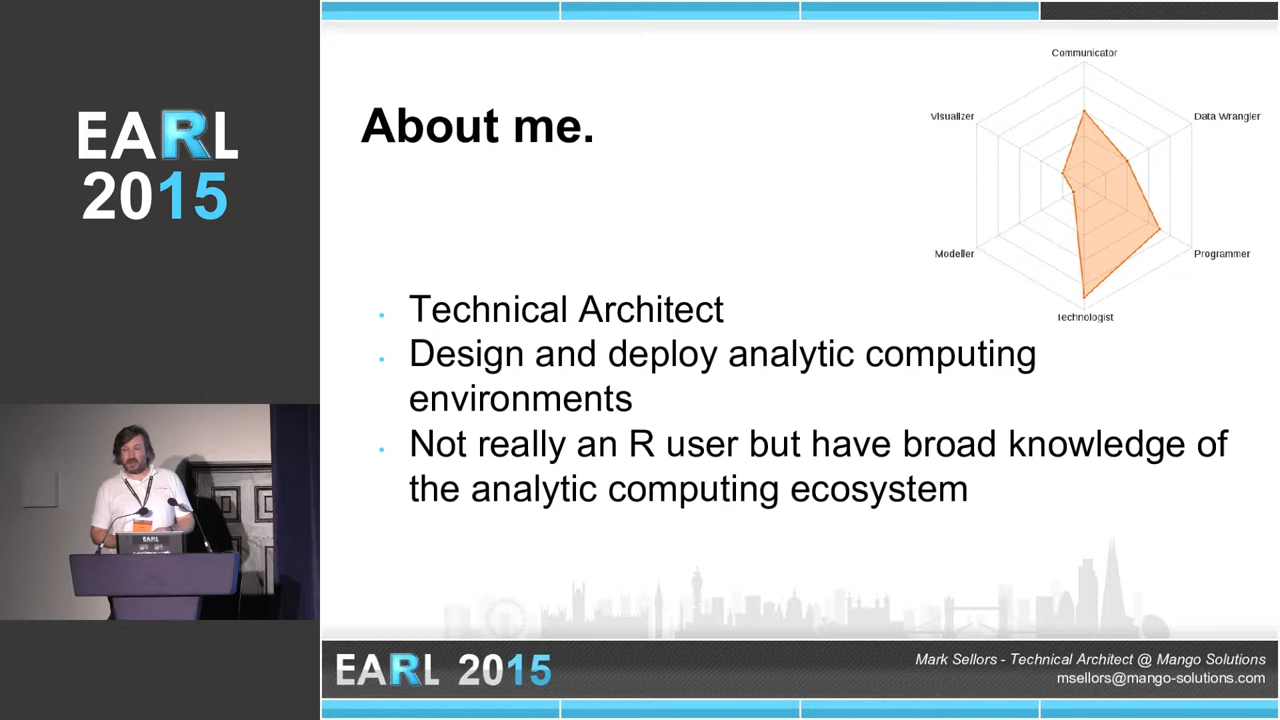 EARL
2015
About me.
Communicator
Visualizer
Data Wrangler
Modeller
Programmer
Technologist
• Technical Architect
• Design and deploy analytic computing
environments
• Not really an R user but have broad knowledge of
the analytic computing ecosystem
EARL
EARL 2015
Mark Sellors - Technical Architect @ Mango Solutions
msellors@mango-solutions.com